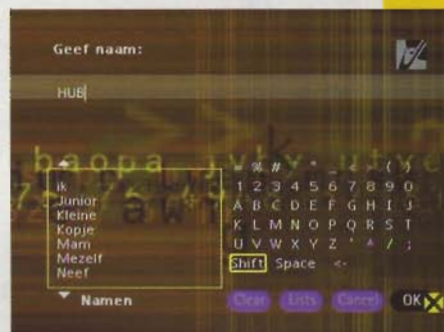 Geef naam:
HUB
ik
Junior
Kleine
Kopje
Mam
Mezelf
Neef
Namen
1 2 3 4 5 6 7 8 9 0
A B C D E F G H I J
K L M N O P Q R S T
U V W X Y Z ' ^ / ;
Shift Space <-
Clear Lists Cancel OK